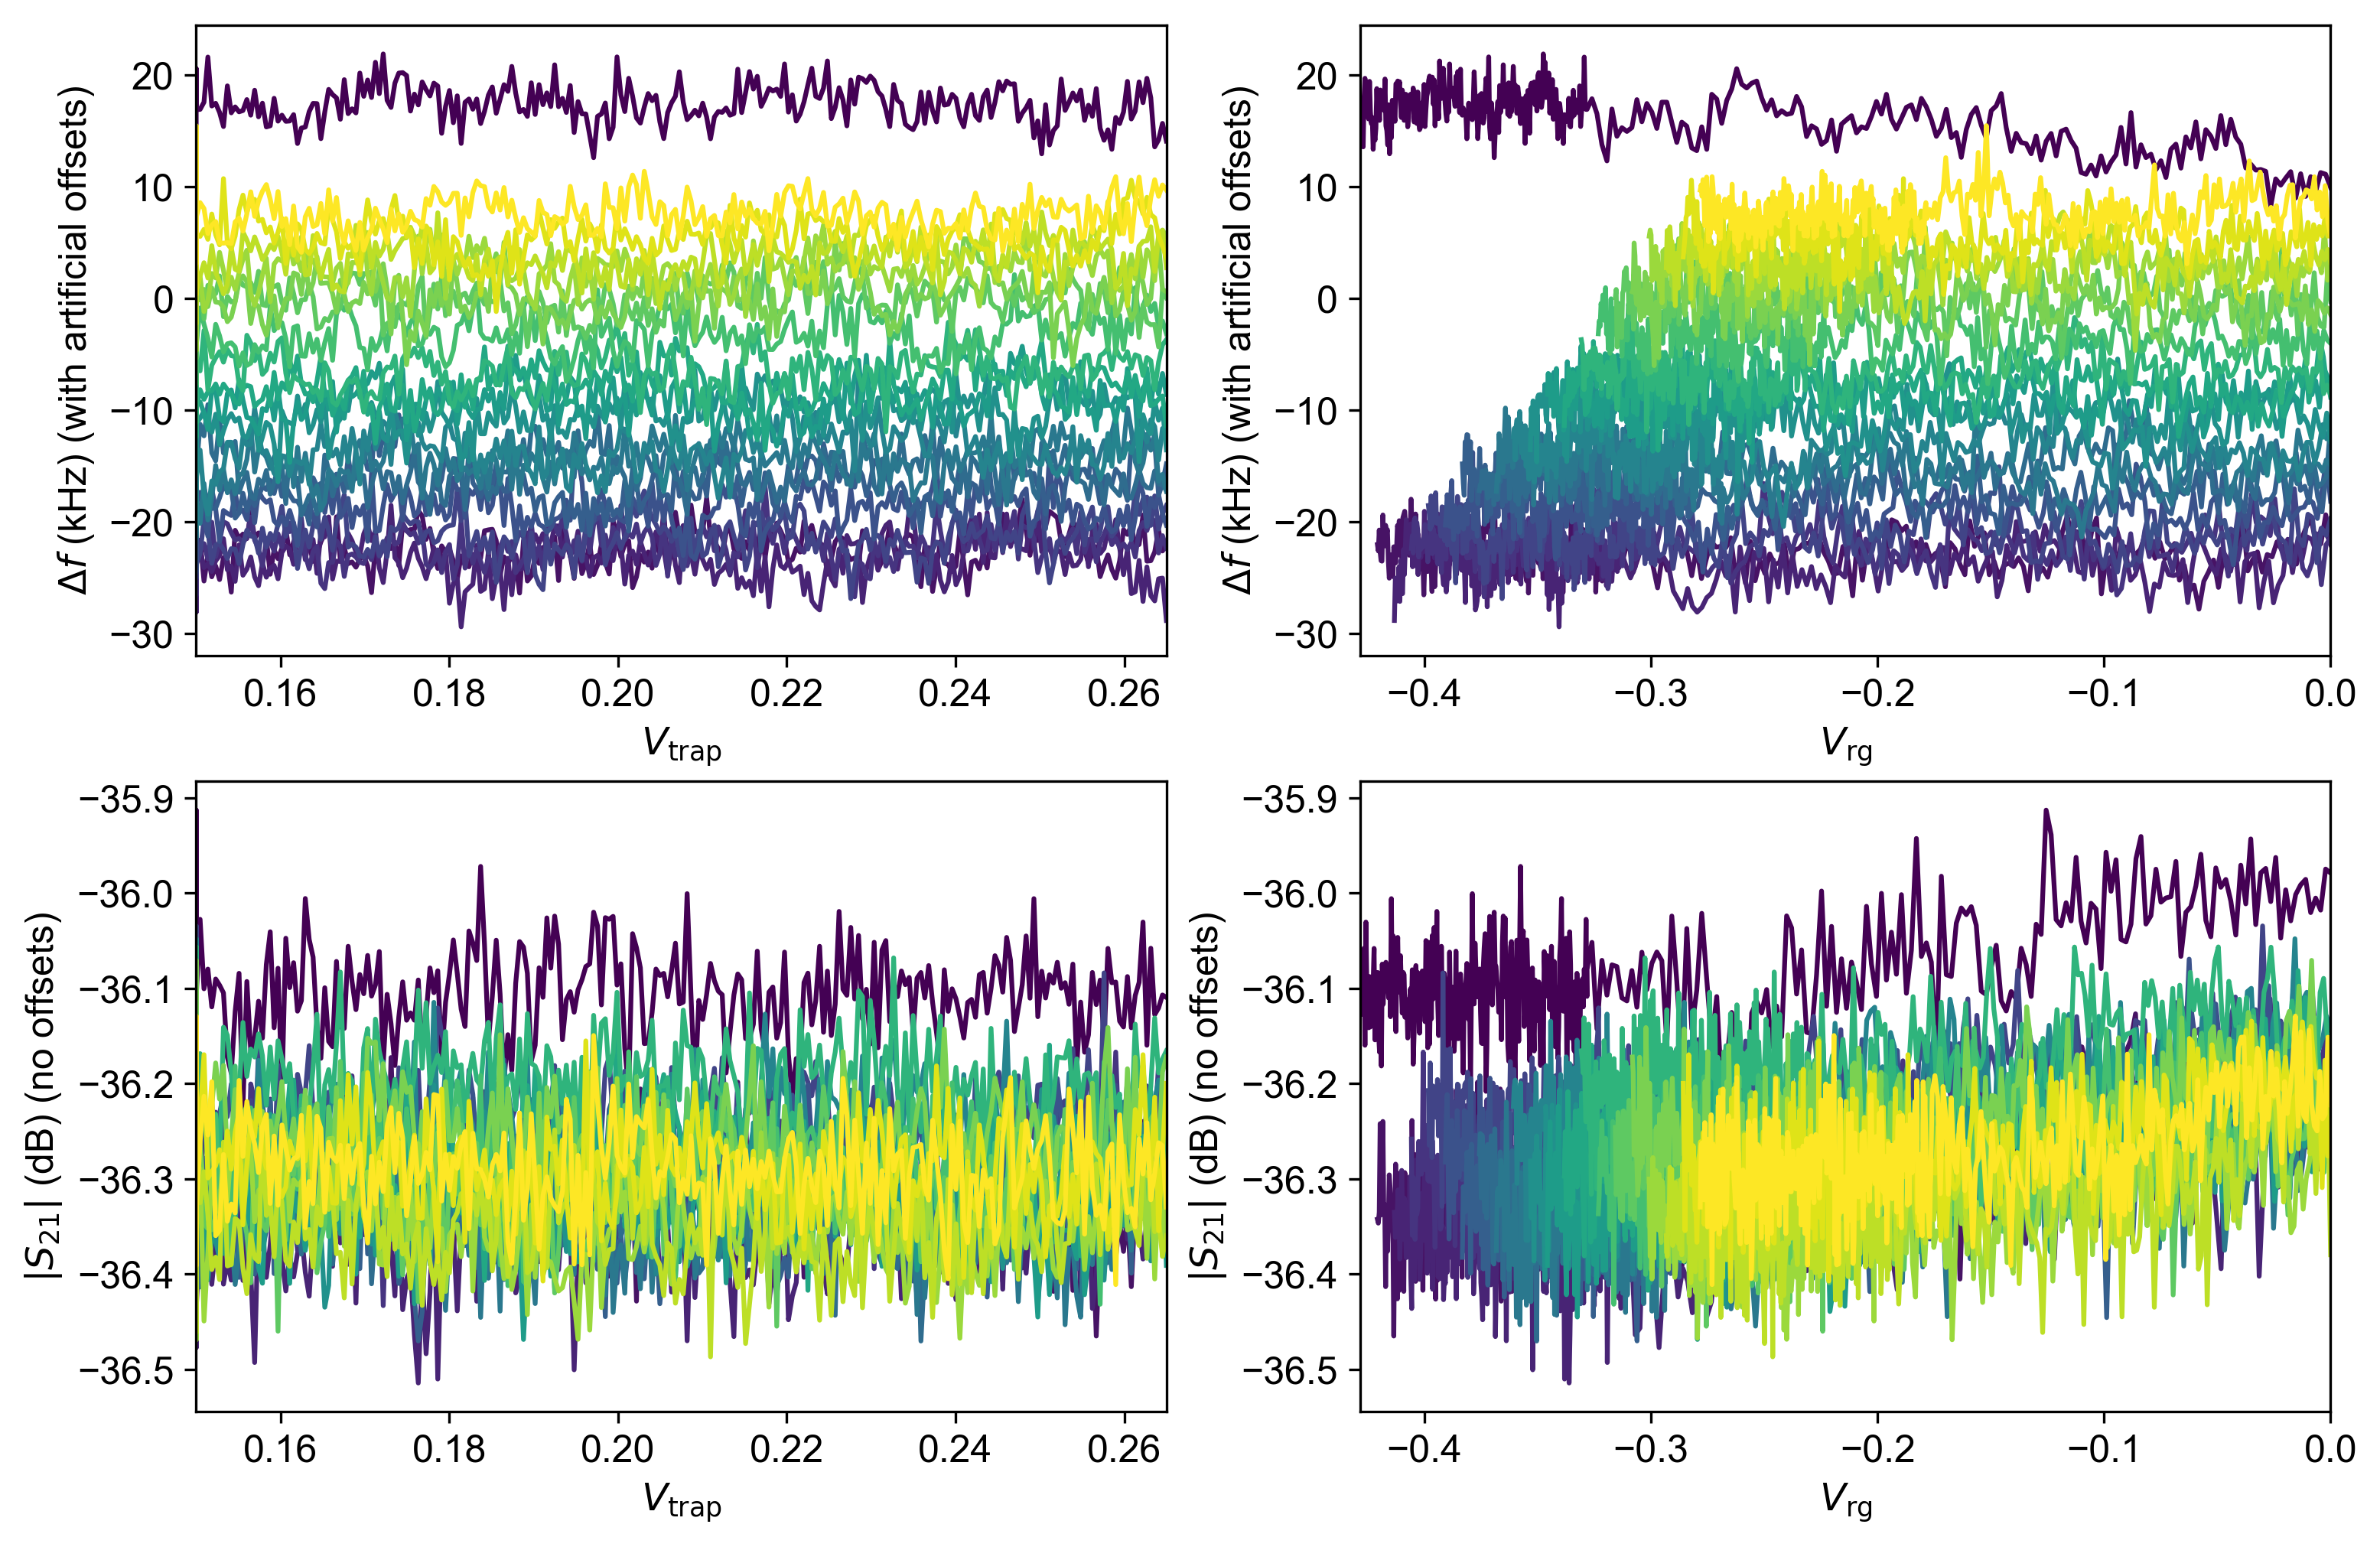 Δf (kHz) (with artificial offsets)
20
10
0
−10
−20
−30
0.16 0.18 0.20 0.22 0.24 0.26
V_trap
Δf (kHz) (with artificial offsets)
20
10
0
−10
−20
−30
−0.4 −0.3 −0.2 −0.1 0.0
V_rg
|S_21| (dB) (no offsets)
−35.9
−36.0
−36.1
−36.2
−36.3
−36.4
−36.5
0.16 0.18 0.20 0.22 0.24 0.26
V_trap
|S_21| (dB) (no offsets)
−35.9
−36.0
−36.1
−36.2
−36.3
−36.4
−36.5
−0.4 −0.3 −0.2 −0.1 0.0
V_rg